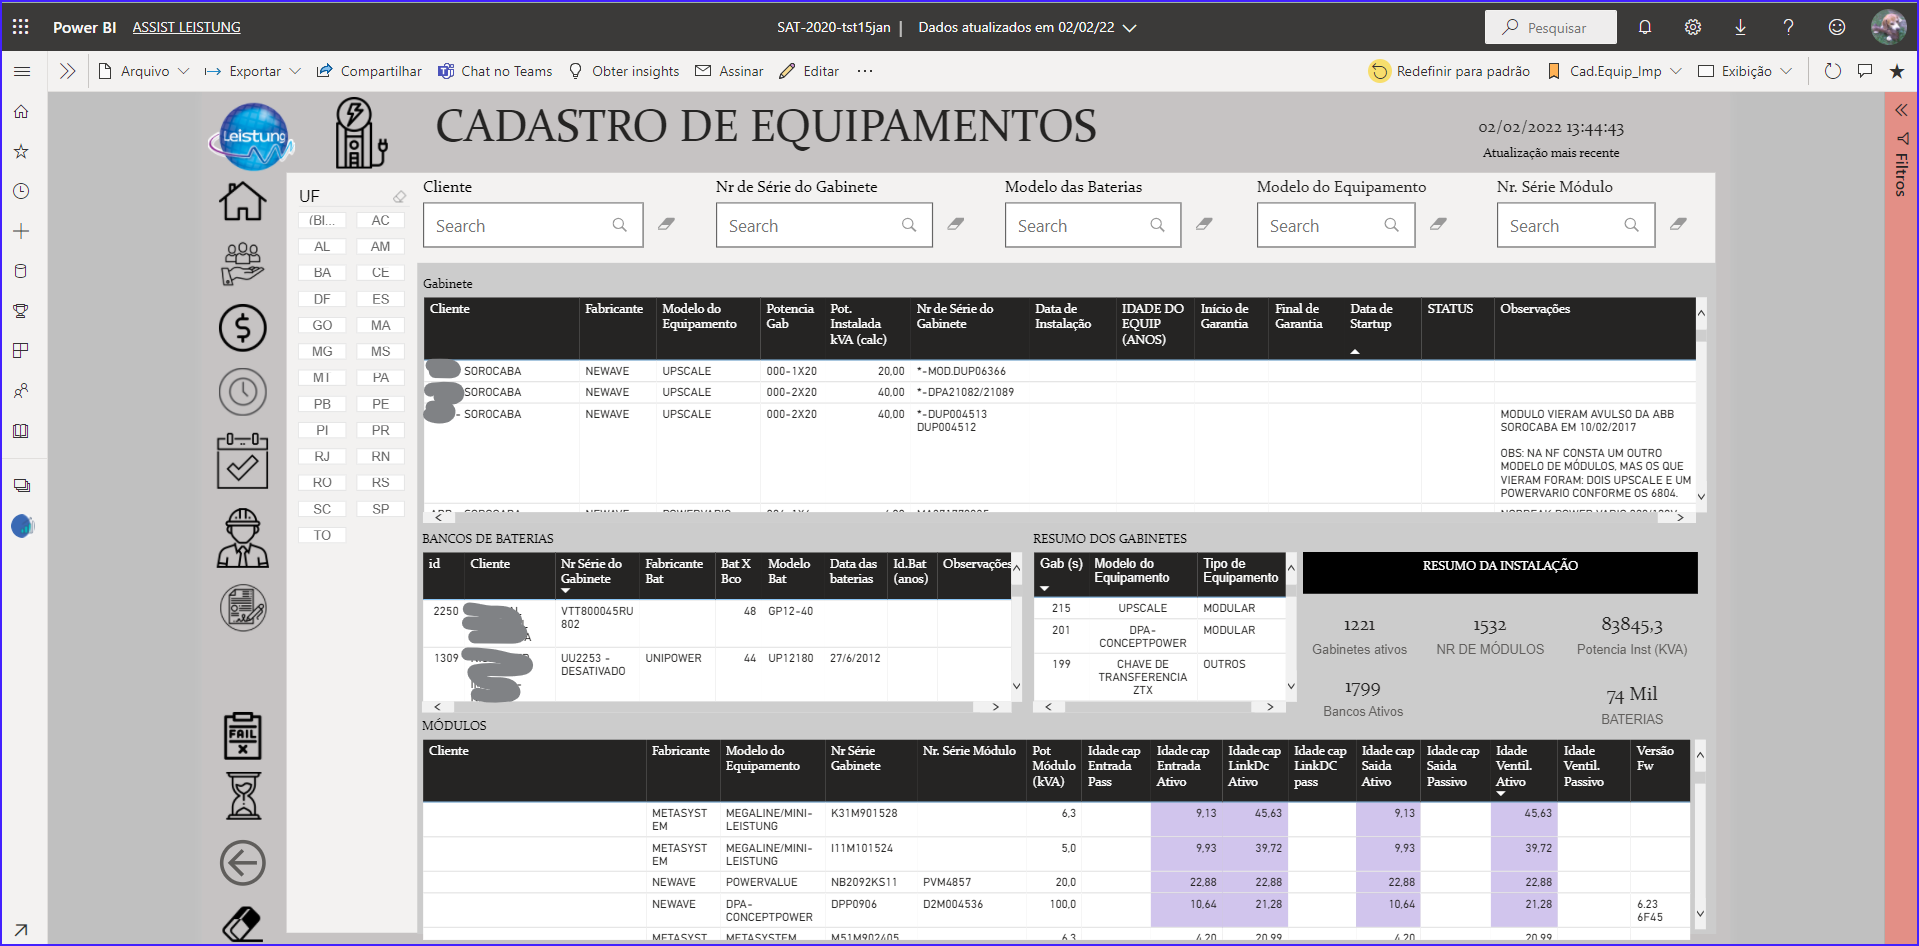 Power BI ASSIST LEISTUNG SAT-2020-tst15jan | Dados atualizados em 02/02/22 Pesquisar
Arquivo Exportar Compartilhar Chat no Teams Obter insights Assinar Editar ... Redefinir para padrão Cad.Equip_Imp Exibição
Leistung CADASTRO DE EQUIPAMENTOS
02/02/2022 13:44:43
Atualização mais recente
Filtros
UF
(Bl... AC
AL AM
BA CE
DF ES
GO MA
MG MS
MT PA
PB PE
PI PR
RJ RN
RO RS
SC SP
TO
FAIL
Cliente Nr de Série do Gabinete Modelo das Baterias Modelo do Equipamento Nr. Série Módulo
Search Search Search Search Search
Gabinete
Cliente Fabricante Modelo do Equipamento Potencia Gab Pot. Instalada kVA (calc) Nr de Série do Gabinete Data de Instalação IDADE DO EQUIP (ANOS) Início de Garantia Final de Garantia Data de Startup STATUS Observações
SOROCABA NEWAVE UPSCALE 000-1X20 20,00 *-MOD.DUP06366
SOROCABA NEWAVE UPSCALE 000-2X20 40,00 *-DPA21082/21089
- SOROCABA NEWAVE UPSCALE 000-2X20 40,00 *-DUP004513 MODULO VIERAM AVULSO DA ABB
DUP004512 SOROCABA EM 10/02/2017
OBS: NA NF CONSTA UM OUTRO
MODELO DE MÓDULOS, MAS OS QUE
VIERAM FORAM: DOIS UPSCALE E UM
POWERVARIO CONFORME OS 6804.
BANCOS DE BATERIAS
id Cliente Nr Série do Gabinete Fabricante Bat Bat X Bco Modelo Bat Data das baterias Id.Bat (anos) Observações
2250 VTT800045RU 48 GP12-40
802
1309 UU2253 - UNIPOWER 44 UP12180 27/6/2012
DESATIVADO
RESUMO DOS GABINETES
Gab (s) Modelo do Equipamento Tipo de Equipamento
215 UPSCALE MODULAR
201 DPA- MODULAR
CONCEPTPOWER
199 CHAVE DE OUTROS
TRANSFERENCIA
ZTX
RESUMO DA INSTALAÇÃO
1221 1532 83845,3
Gabinetes ativos NR DE MÓDULOS Potencia Inst (KVA)
1799 74 Mil
Bancos Ativos BATERIAS
MÓDULOS
Cliente Fabricante Modelo do Equipamento Nr Série Gabinete Nr. Série Módulo Pot Módulo (kVA) Idade cap Entrada Pass Idade cap Entrada Ativo Idade cap LinkDc Ativo Idade cap LinkDC pass Idade cap Saida Ativo Idade cap Saida Passivo Idade Ventil. Ativo Idade Ventil. Passivo Versão Fw
METASYST MEGALINE/MINI- K31M901528 6,3 9,13 45,63 9,13 45,63
EM LEISTUNG
METASYST MEGALINE/MINI- I11M101524 5,0 9,93 39,72 9,93 39,72
EM LEISTUNG
NEWAVE POWERVALUE NB2092KS11 PVM4857 20,0 22,88 22,88 22,88 22,88
NEWAVE DPA- DPP0906 D2M004536 100,0 10,64 21,28 10,64 21,28 6.23
CONCEPTPOWER 6F45
METASYST METASYSTEM M51M902405 6,3 4,20 20,99 4,20 20,99